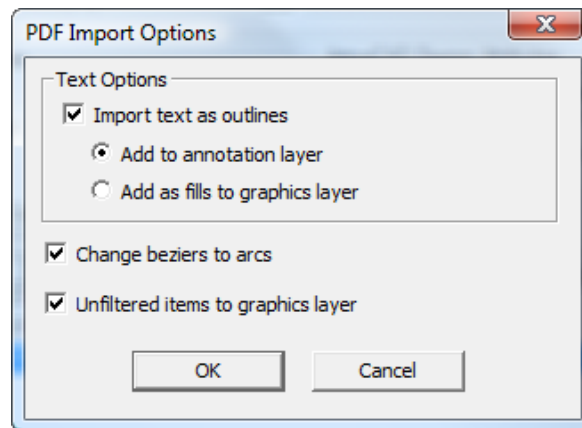 PDF Import Options
Text Options
Import text as outlines
Add to annotation layer
Add as fills to graphics layer
Change beziers to arcs
Unfiltered items to graphics layer
OK Cancel